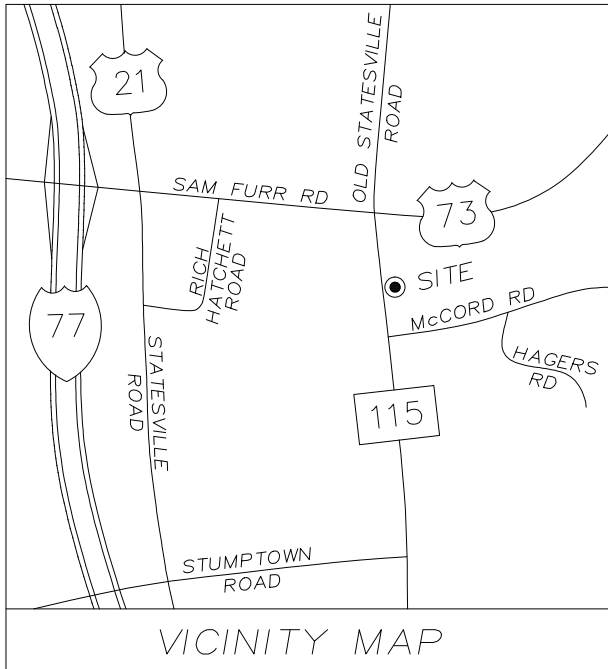 21
OLD STATESVILLE
ROAD
SAM FURR RD
73
RICH
HATCHETT
ROAD
SITE
McCORD RD
77
HAGERS
RD
STATESVILLE
ROAD
115
STUMPTOWN
ROAD
VICINITY MAP